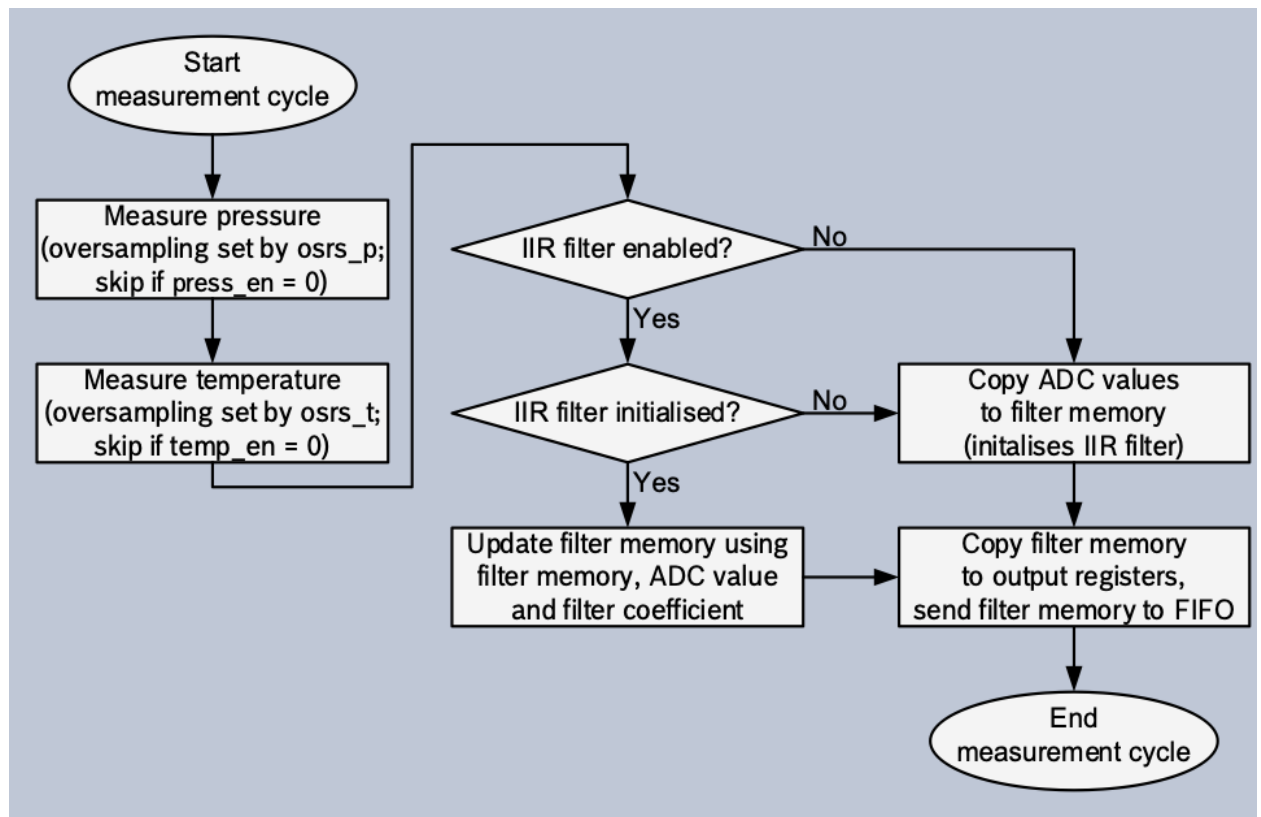 Start
measurement cycle
Measure pressure
(oversampling set by osrs_p;
skip if press_en = 0)
Measure temperature
(oversampling set by osrs_t;
skip if temp_en = 0)
IIR filter enabled?
No
Yes
IIR filter initialised?
No
Yes
Copy ADC values
to filter memory
(initalises IIR filter)
Update filter memory using
filter memory, ADC value
and filter coefficient
Copy filter memory
to output registers,
send filter memory to FIFO
End
measurement cycle